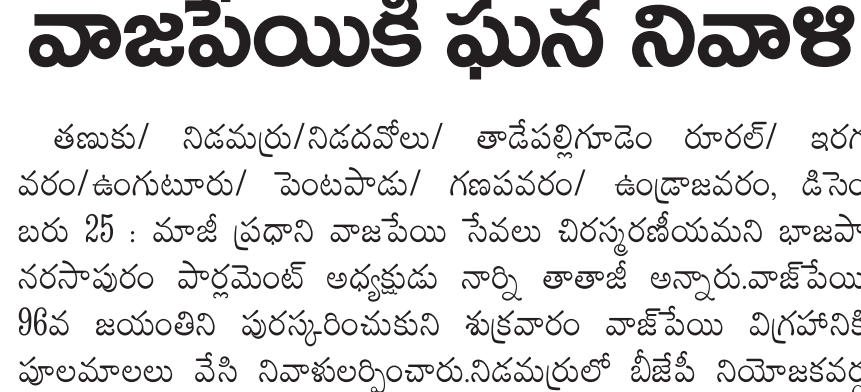 వాజపేయికి ఘన నివాళి
తణుకు/ నిడమర్రు/నిడదవోలు/ తాడేపల్లిగూడెం రూరల్/ ఇరగ
వరం/ఉంగుటూరు/ పెంటపాడు/ గణపవరం/ ఉండ్రాజవరం, డిసెం
బరు 25 : మాజీ ప్రధాని వాజపేయి సేవలు చిరస్మరణీయమని భాజపా
నరసాపురం పార్లమెంట్ అధ్యక్షుడు నార్ని తాతాజీ అన్నారు.వాజ్‌పేయి
96వ జయంతిని పురస్కరించుకుని శుక్రవారం వాజ్‌పేయి విగ్రహానికి
పూలమాలలు వేసి నివాళులర్పించారు.నిడమర్రులో బీజేపీ నియోజకవర్గ